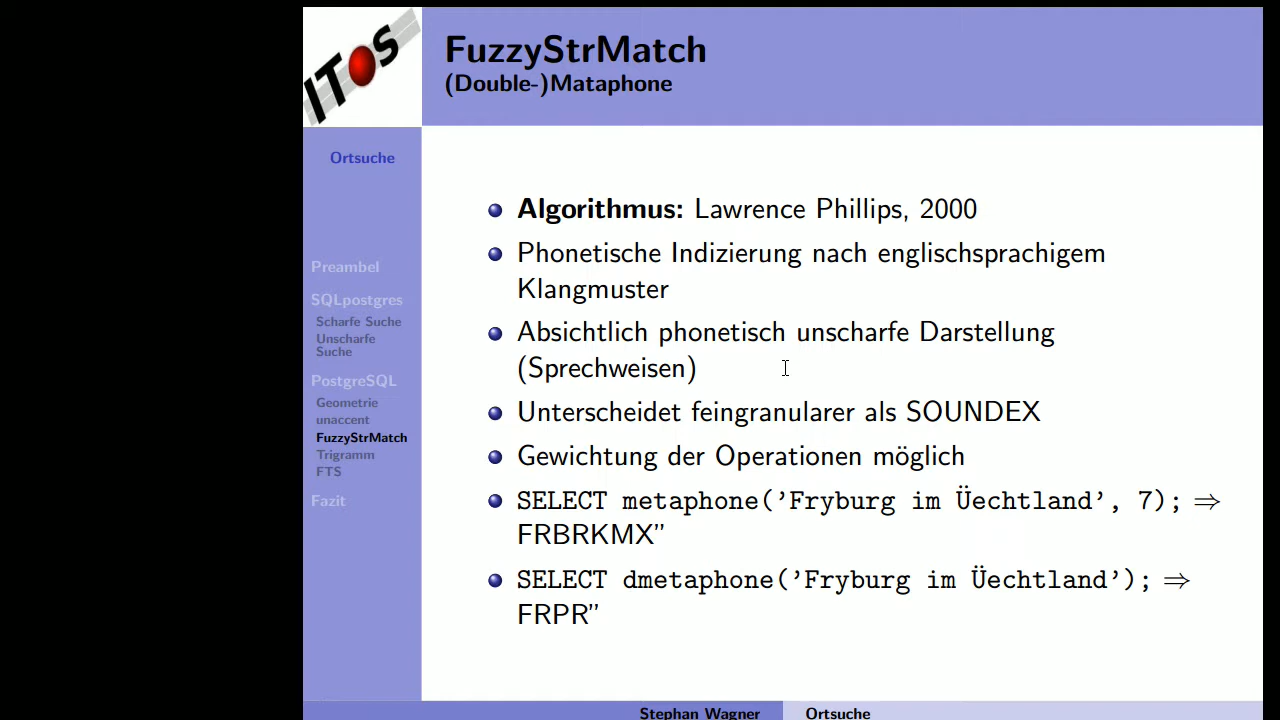 ITOS
FuzzyStrMatch
(Double-)Mataphone
Ortsuche
Preambel
SQLpostgres
Scharfe Suche
Unscharfe
Suche
PostgreSQL
Geometrie
unaccent
FuzzyStrMatch
Trigramm
FTS
Fazit
Algorithmus: Lawrence Phillips, 2000
Phonetische Indizierung nach englischsprachigem
Klangmuster
Absichtlich phonetisch unscharfe Darstellung
(Sprechweisen)
Unterscheidet feingranularer als SOUNDEX
Gewichtung der Operationen möglich
SELECT metaphone('Fryburg im Üechtland', 7); ⇒
FRBRKMX”
SELECT dmetaphone('Fryburg im Üechtland'); ⇒
FRPR”
Stephan Wagner Ortsuche